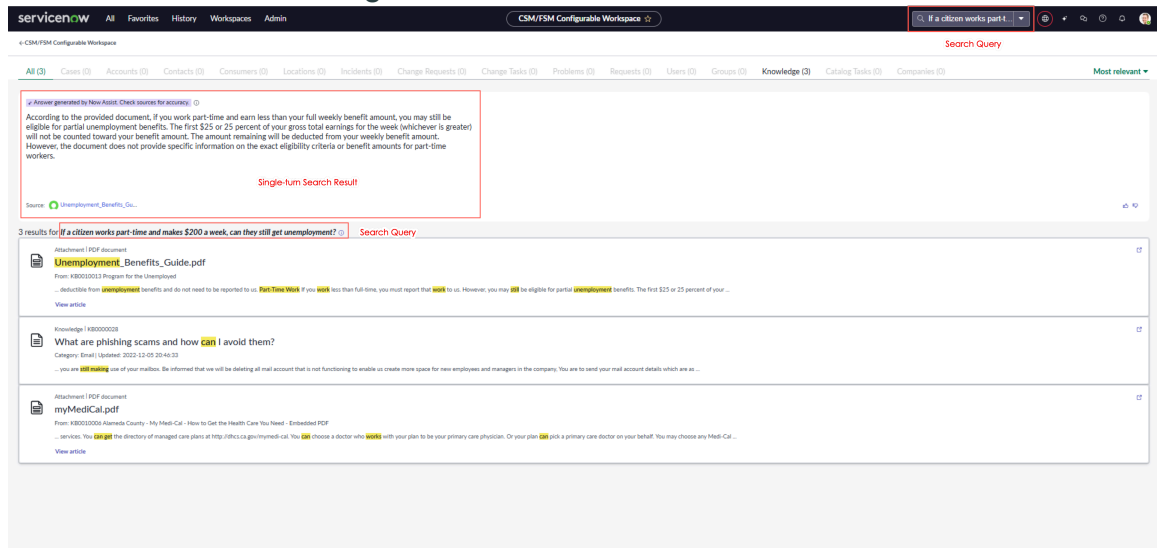 servicenow All Favorites History Workspaces Admin CSM/FSM Configurable Workspace ☆ If a citizen works part-t...
Search Query
CSM/FSM Configurable Workspace
All (3) Cases (0) Accounts (0) Contacts (0) Consumers (0) Locations (0) Incidents (0) Change Requests (0) Change Tasks (0) Problems (0) Requests (0) Users (0) Groups (0) Knowledge (3) Catalog Tasks (0) Companies (0) Most relevant
Answer generated by Now Assist. Check sources for accuracy.
According to the provided document, if you work part-time and earn less than your full weekly benefit amount, you may still be
eligible for partial unemployment benefits. The first $25 or 25 percent of your gross total earnings for the week (whichever is greater)
will not be counted toward your benefit amount. The amount remaining will be deducted from your weekly benefit amount.
However, the document does not provide specific information on the exact eligibility criteria or benefit amounts for part-time
workers.
Single-turn Search Result
Source: Unemployment_Benefits_Gu...
3 results for If a citizen works part-time and makes $200 a week, can they still get unemployment? Search Query
Attachment | PDF document
Unemployment_Benefits_Guide.pdf
From: KB0010013 Program for the Unemployed
... deductible from unemployment benefits and do not need to be reported to us. Part-Time Work If you work less than full-time, you must report that work to us. However, you may still be eligible for partial unemployment benefits. The first $25 or 25 percent of your ...
View article
Knowledge | KB0000028
What are phishing scams and how can I avoid them?
Category: Email | Updated: 2022-12-05 20:46:33
... you are still making use of your mailbox. Be informed that we will be deleting all mail account that is not functioning to enable us create more space for new employees and managers in the company. You are to send your mail account details which are as ...
Attachment | PDF document
myMediCal.pdf
From: KB0010006 Alameda County - My Medi-Cal - How to Get the Health Care You Need - Embedded PDF
... services. You can get the directory of managed care plans at http://dhcs.ca.gov/mymedi-cal. You can choose a doctor who works with your plan to be your primary care physician. Or your plan can pick a primary care doctor on your behalf. You may choose any Medi-Cal ...
View article